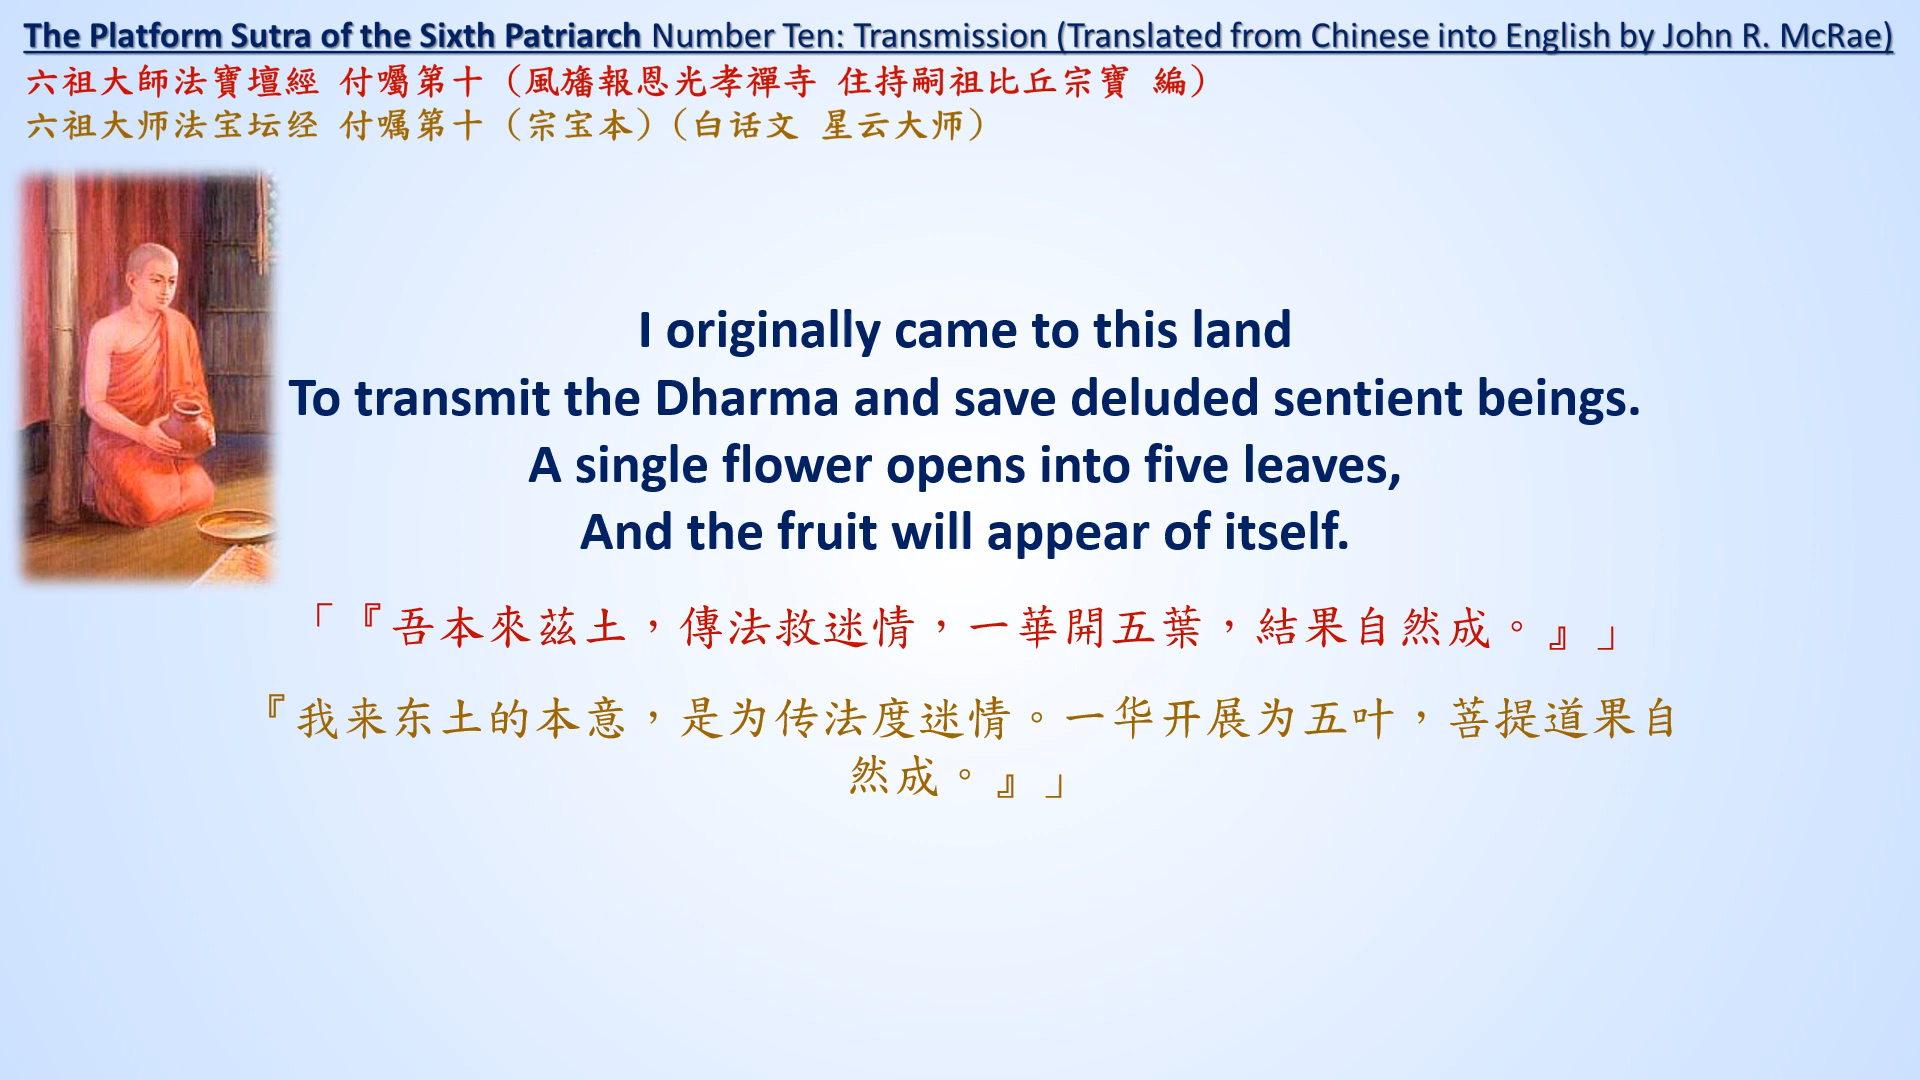 The Platform Sutra of the Sixth Patriarch Number Ten: Transmission (Translated from Chinese into English by John R. McRae)
六祖大師法寶壇經 付囑第十（風旛報恩光孝禪寺 住持嗣祖比丘宗寶 編）
六祖大师法宝坛经 付嘱第十（宗宝本）（白话文 星云大师）
I originally came to this land
To transmit the Dharma and save deluded sentient beings.
A single flower opens into five leaves,
And the fruit will appear of itself.
「『吾本來茲土，傳法救迷情，一華開五葉，結果自然成。』」
『我来东土的本意，是为传法度迷情。一华开展为五叶，菩提道果自
然成。』」